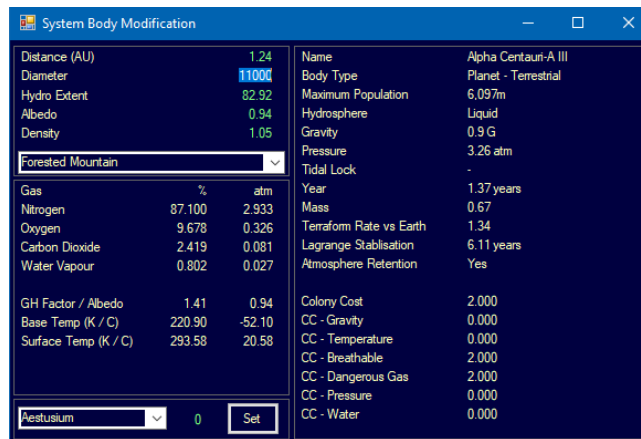 System Body Modification
Distance (AU) 1.24
Diameter 11000
Hydro Extent 82.92
Albedo 0.94
Density 1.05
Forested Mountain
Gas % atm
Nitrogen 87.100 2.933
Oxygen 9.678 0.326
Carbon Dioxide 2.419 0.081
Water Vapour 0.802 0.027
GH Factor / Albedo 1.41 0.94
Base Temp (K / C) 220.90 -52.10
Surface Temp (K / C) 293.58 20.58
Aestusium 0 Set
Name Alpha Centauri-A III
Body Type Planet - Terrestrial
Maximum Population 6,097m
Hydrosphere Liquid
Gravity 0.9 G
Pressure 3.26 atm
Tidal Lock -
Year 1.37 years
Mass 0.67
Terraform Rate vs Earth 1.34
Lagrange Stablisation 6.11 years
Atmosphere Retention Yes
Colony Cost 2.000
CC - Gravity 0.000
CC - Temperature 0.000
CC - Breathable 2.000
CC - Dangerous Gas 2.000
CC - Pressure 0.000
CC - Water 0.000